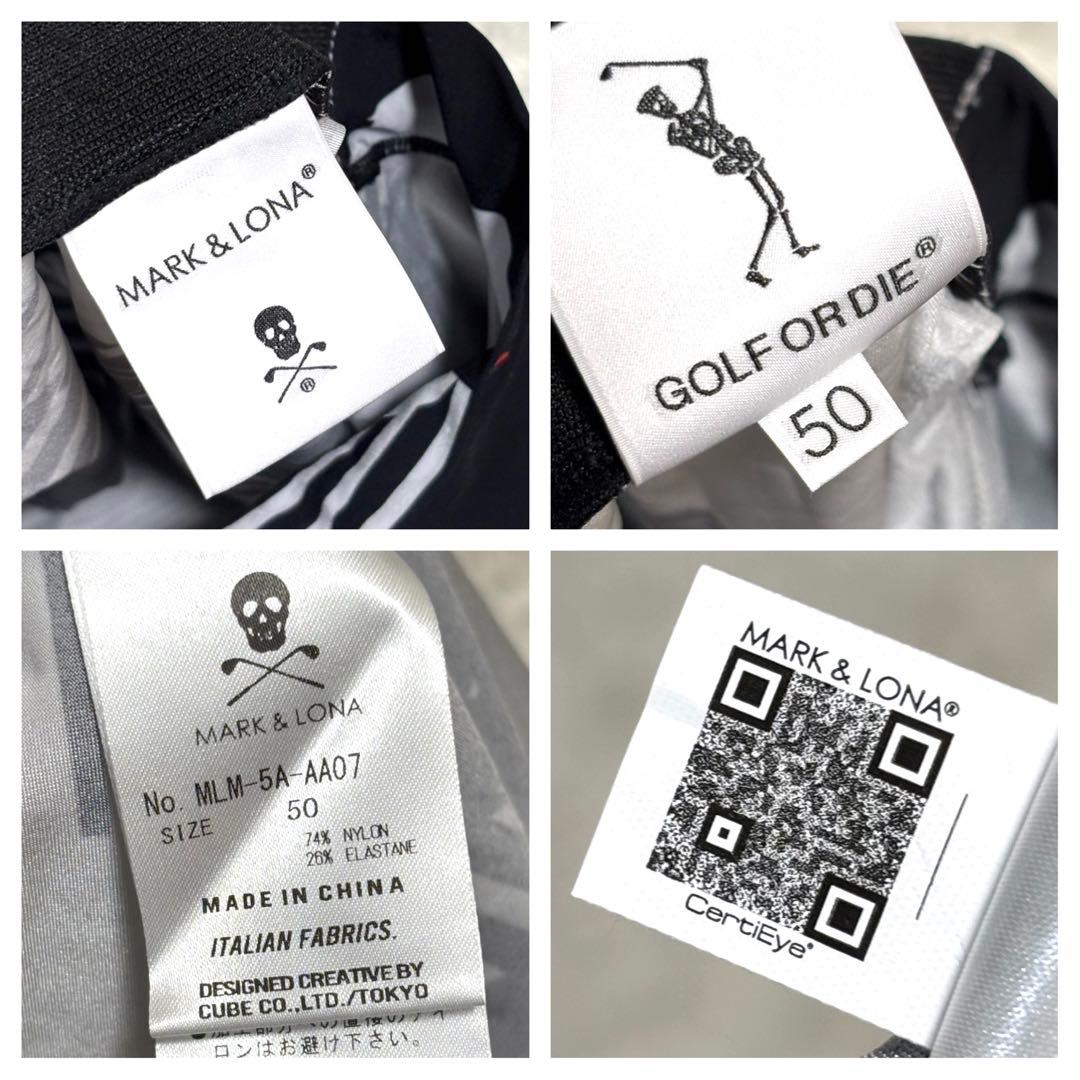 MARK & LONA®
®
GOLF OR DIE®
50
MARK & LONA
No. MLM-5A-AA07
SIZE 50
74% NYLON
26% ELASTANE
MADE IN CHINA
ITALIAN FABRICS.
DESIGNED CREATIVE BY
CUBE CO.,LTD./TOKYO
ロンはお避け下さい。
MARK & LONA®
CertiEye®